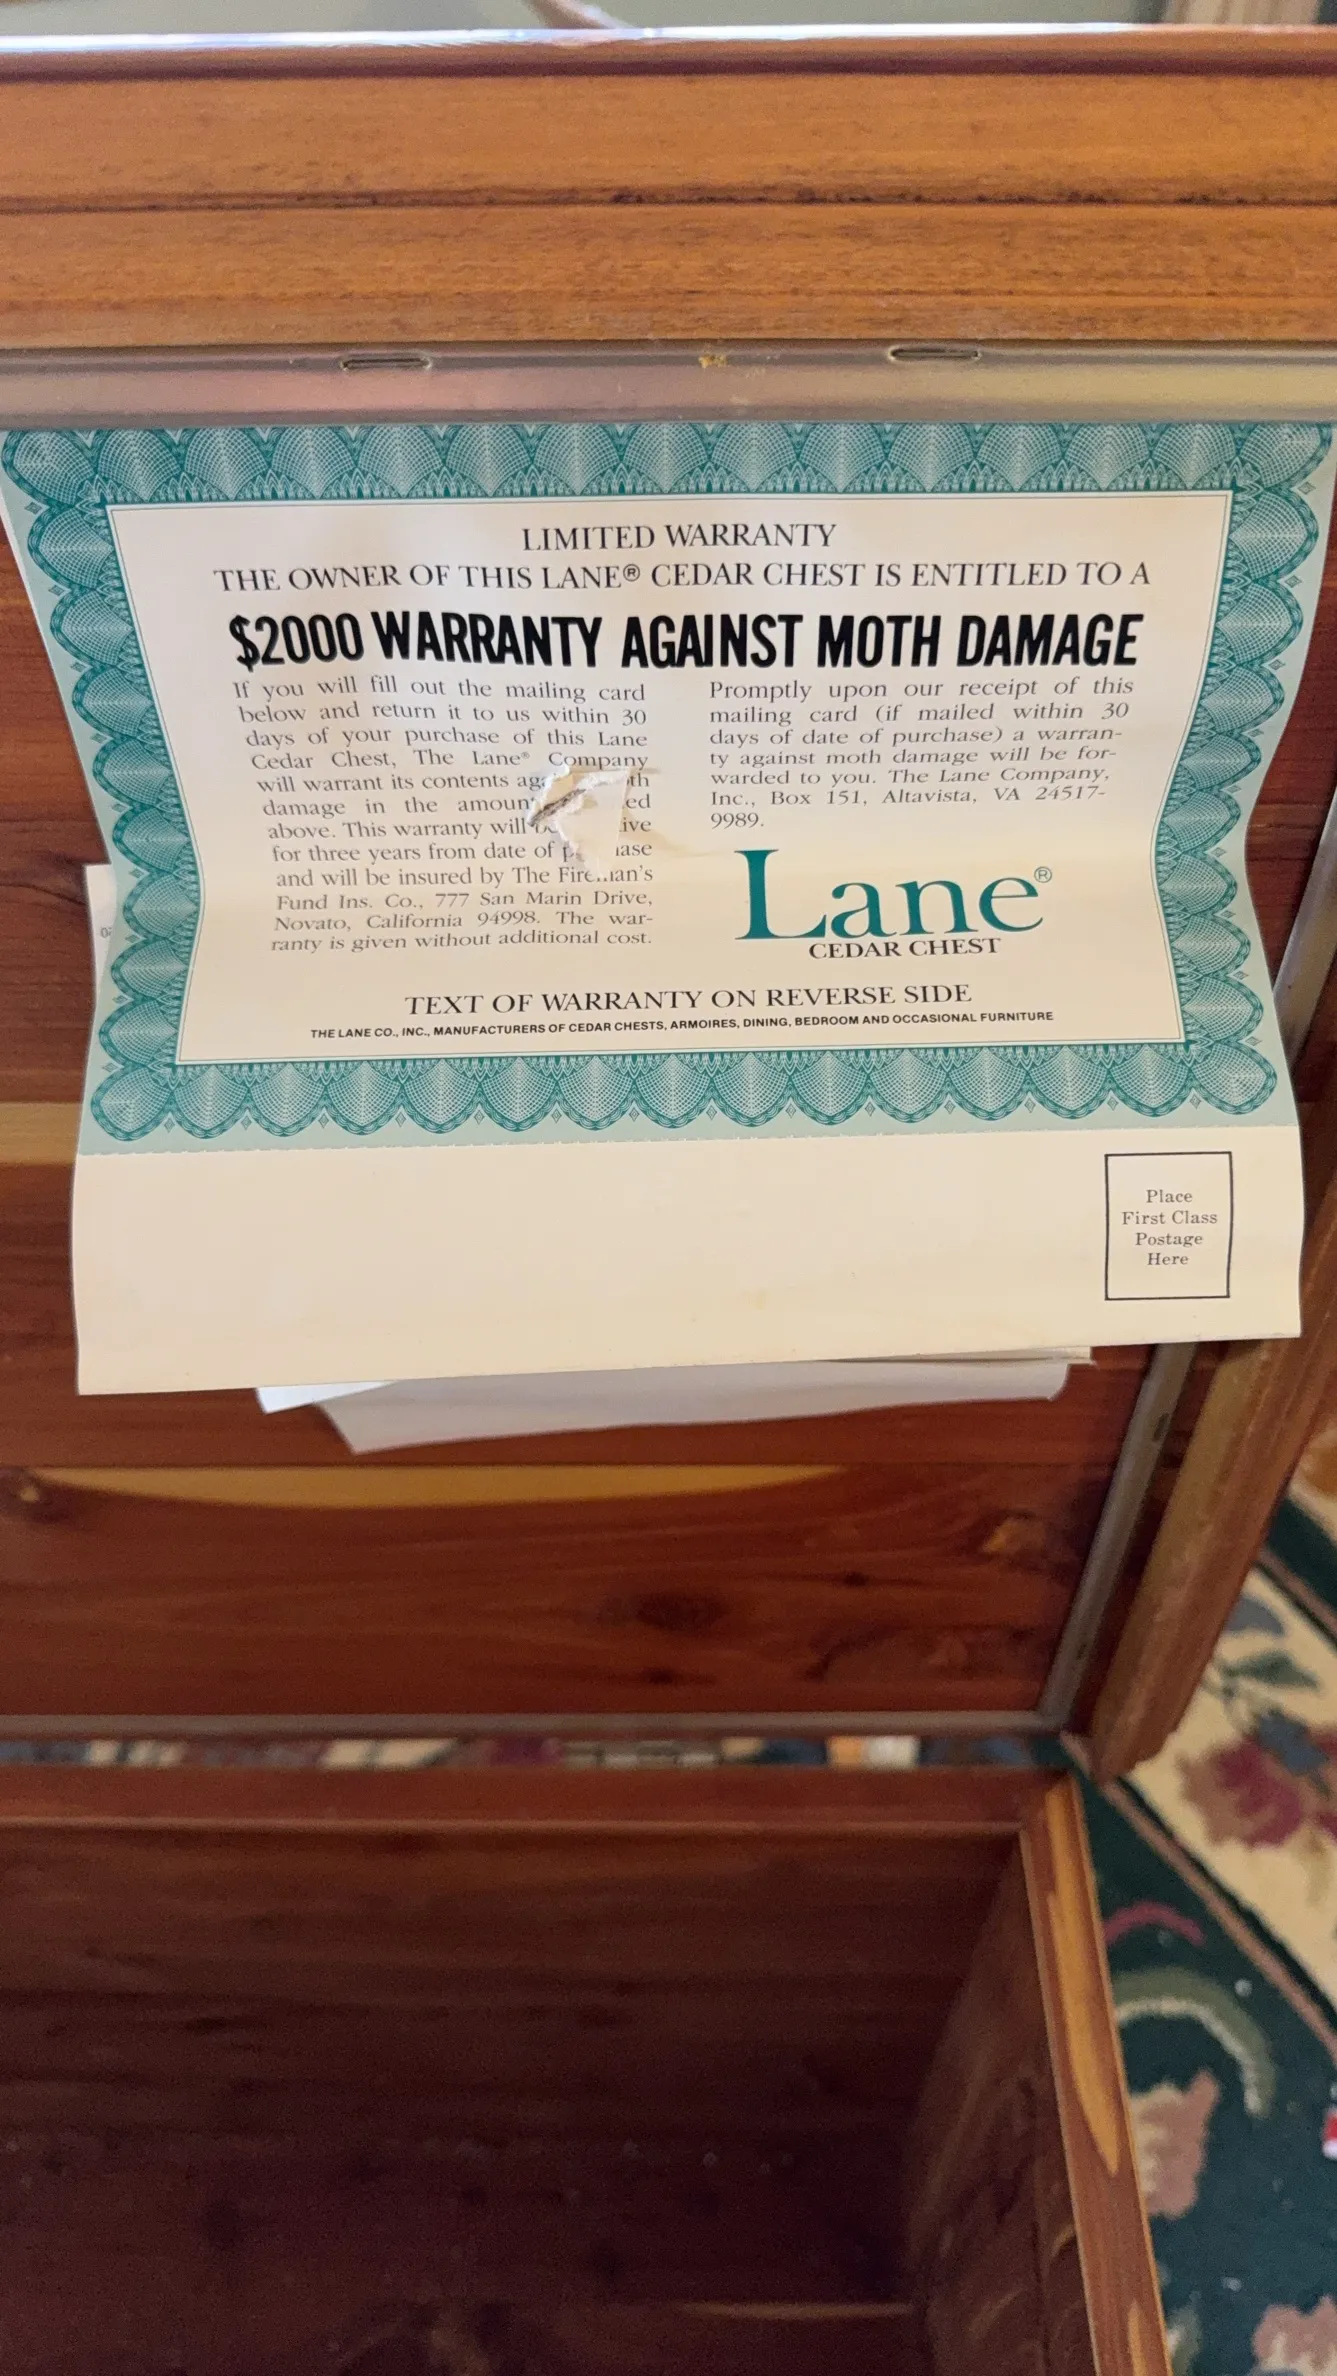 LIMITED WARRANTY
THE OWNER OF THIS LANE® CEDAR CHEST IS ENTITLED TO A
$2000 WARRANTY AGAINST MOTH DAMAGE
If you will fill out the mailing card
below and return it to us within 30
days of your purchase of this Lane
Cedar Chest, The Lane® Company
will warrant its contents
damage in the
above. This warranty will
for three years from date of
and will be insured by The
Fund Ins. Co., 777 San Marin Drive,
Novato, California 94998. The war-
ranty is given without additional cost.
Promptly upon our receipt of this
mailing card (if mailed within 30
days of date of purchase) a warran-
ty against moth damage will be for-
warded to you. The Lane Company,
Inc., Box 151, Altavista, VA 24517-
9989.
Lane®
CEDAR CHEST
TEXT OF WARRANTY ON REVERSE SIDE
THE LANE CO., INC., MANUFACTURERS OF CEDAR CHESTS, ARMOIRES, DINING, BEDROOM AND OCCASIONAL FURNITURE
Place
First Class
Postage
Here